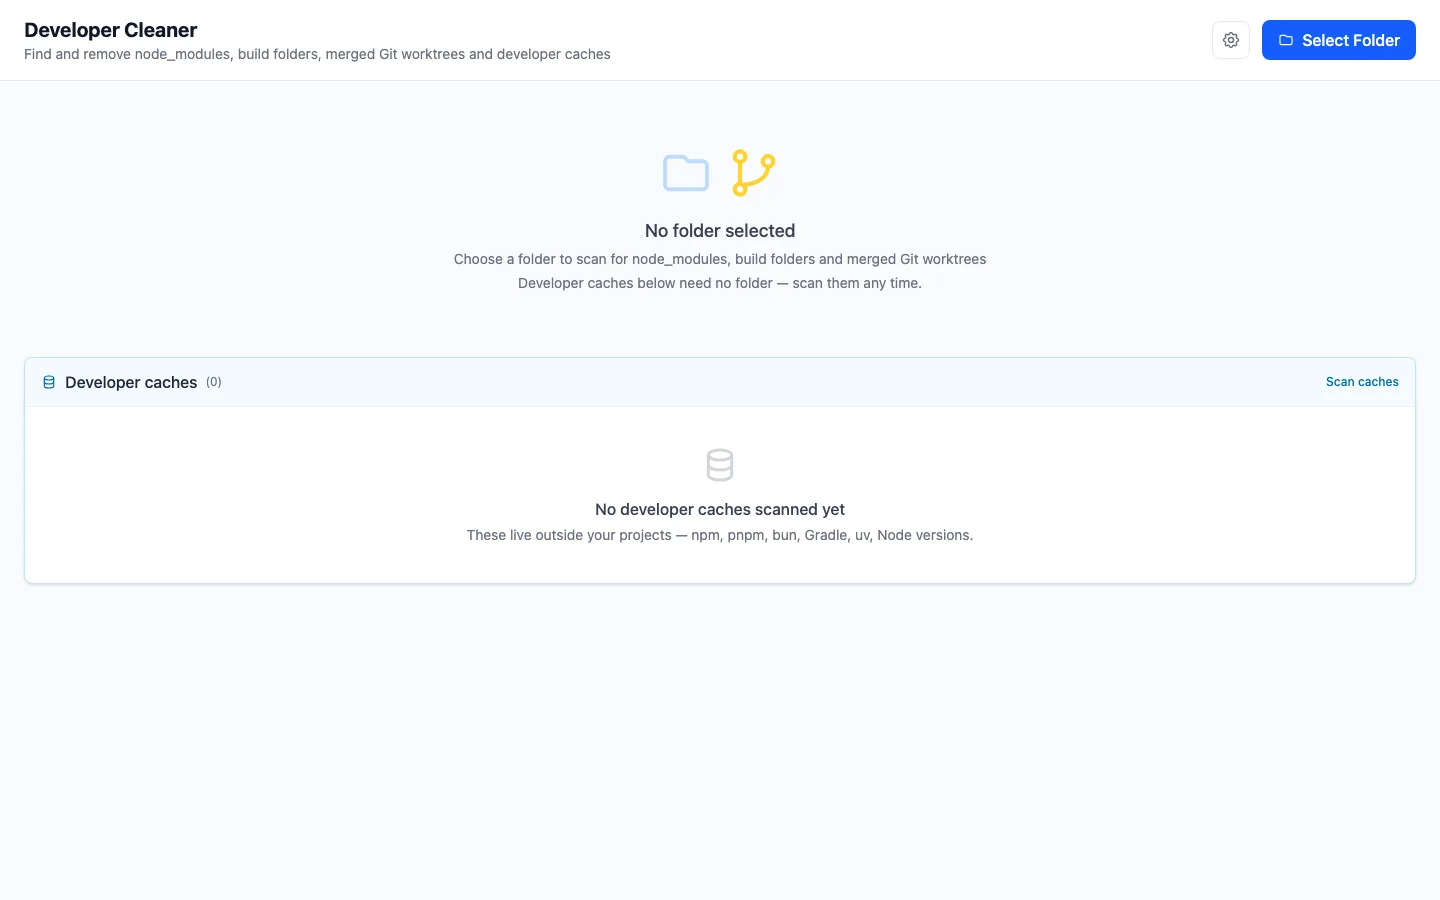 Developer Cleaner
Find and remove node_modules, build folders, merged Git worktrees and developer caches
Select Folder
No folder selected
Choose a folder to scan for node_modules, build folders and merged Git worktrees
Developer caches below need no folder — scan them any time.
Developer caches (0)
Scan caches
No developer caches scanned yet
These live outside your projects — npm, pnpm, bun, Gradle, uv, Node versions.